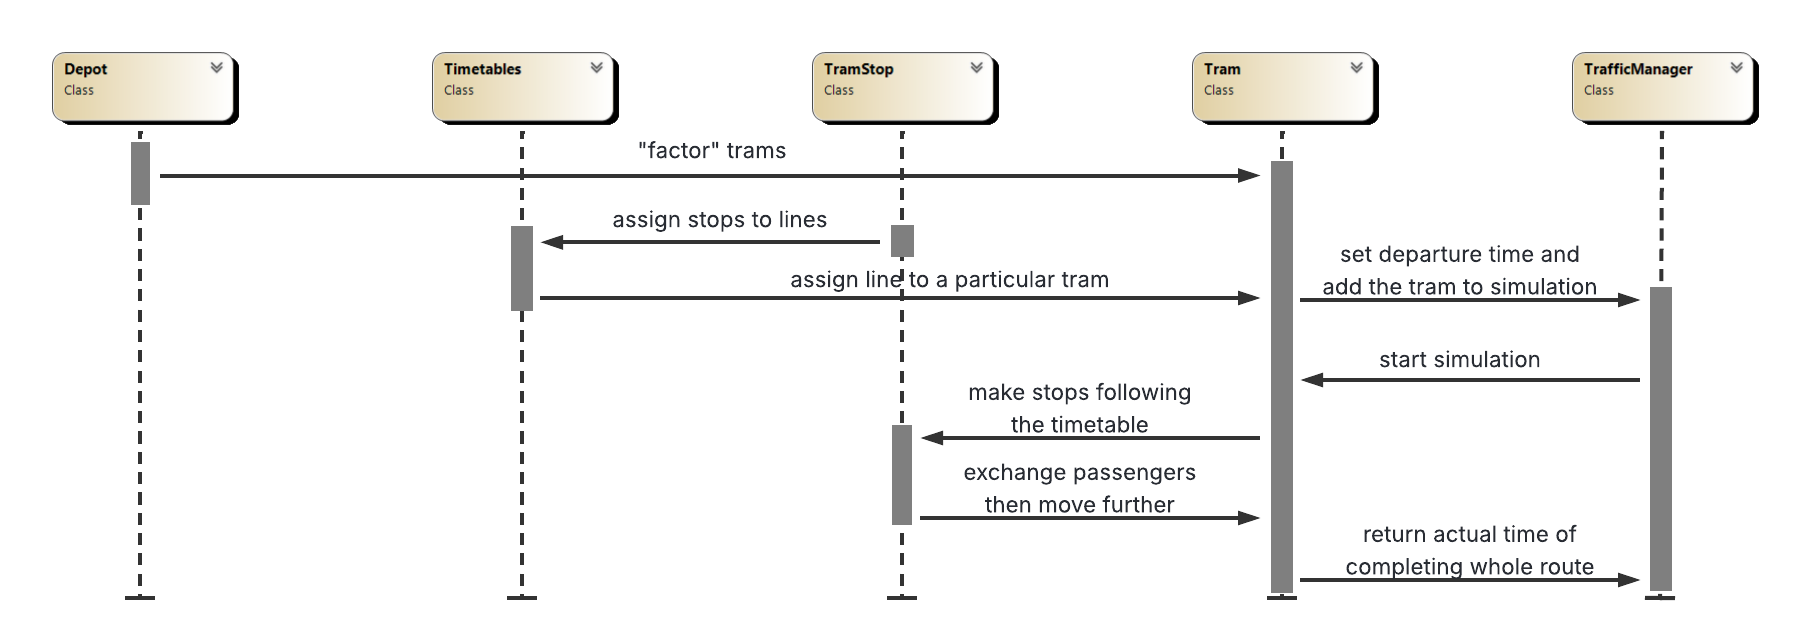 Depot
Class
Timetables
Class
TramStop
Class
Tram
Class
TrafficManager
Class
"factor" trams
assign stops to lines
assign line to a particular tram
set departure time and
add the tram to simulation
start simulation
make stops following
the timetable
exchange passengers
then move further
return actual time of
completing whole route